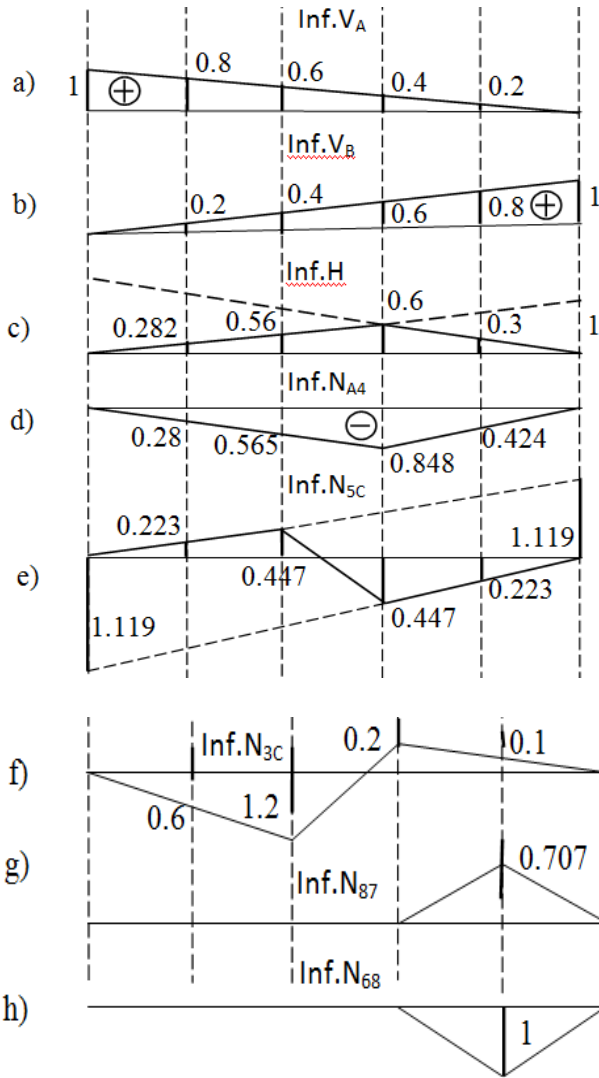 Inf.VA
a) 1 + 0.8 0.6 0.4 0.2
Inf.VB
b) 0.2 0.4 0.6 0.8 + 1
Inf.H
c) 0.282 0.56 0.6 0.3 1
Inf.NA4
d) 0.28 0.565 − 0.848 0.424
Inf.N5C
e) 0.223 0.447 0.447 0.223 1.119
1.119
f) Inf.N3C 0.2 0.1
0.6 1.2
g) 0.707
Inf.N87
Inf.N68
h) 1